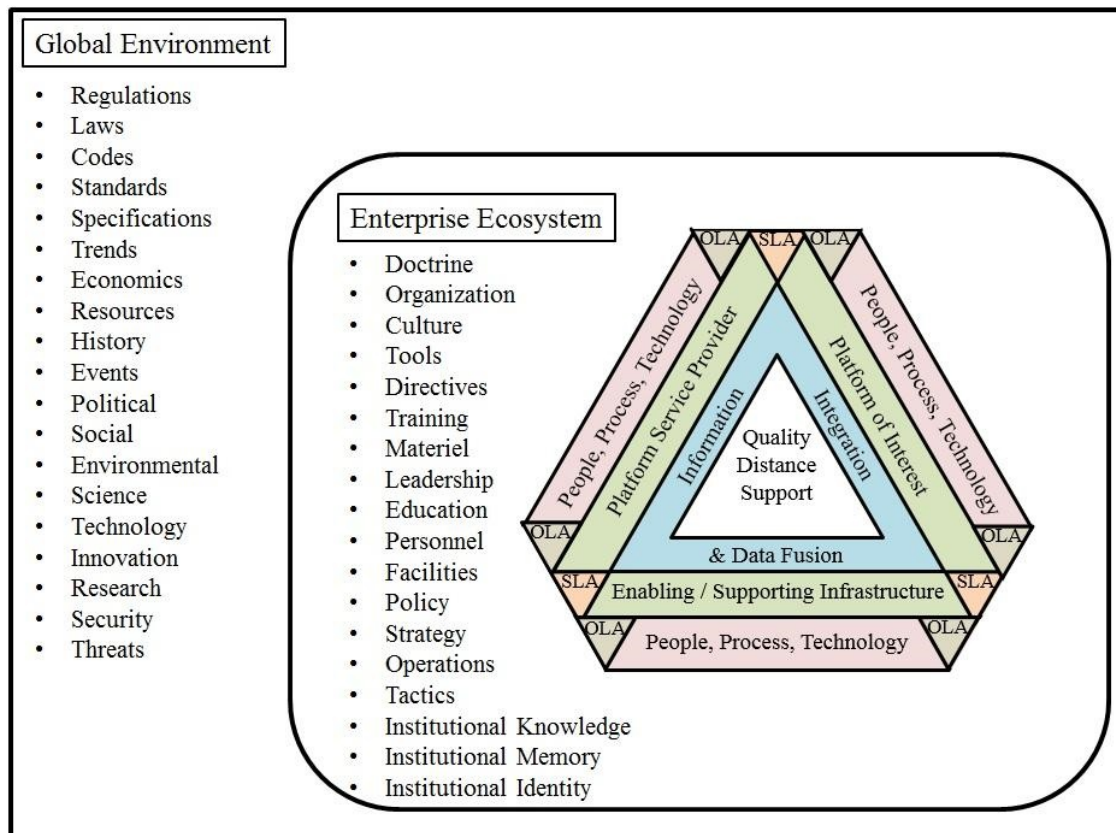 Global Environment
• Regulations
• Laws
• Codes
• Standards
• Specifications
• Trends
• Economics
• Resources
• History
• Events
• Political
• Social
• Environmental
• Science
• Technology
• Innovation
• Research
• Security
• Threats
Enterprise Ecosystem
• Doctrine
• Organization
• Culture
• Tools
• Directives
• Training
• Materiel
• Leadership
• Education
• Personnel
• Facilities
• Policy
• Strategy
• Operations
• Tactics
• Institutional Knowledge
• Institutional Memory
• Institutional Identity
OLA
SLA
OLA
People, Process, Technology
Platform Service Provider
Information
Integration
Platform of Interest
People, Process, Technology
Quality
Distance
Support
OLA
OLA
& Data Fusion
SLA
Enabling / Supporting Infrastructure
SLA
OLA
People, Process, Technology
OLA